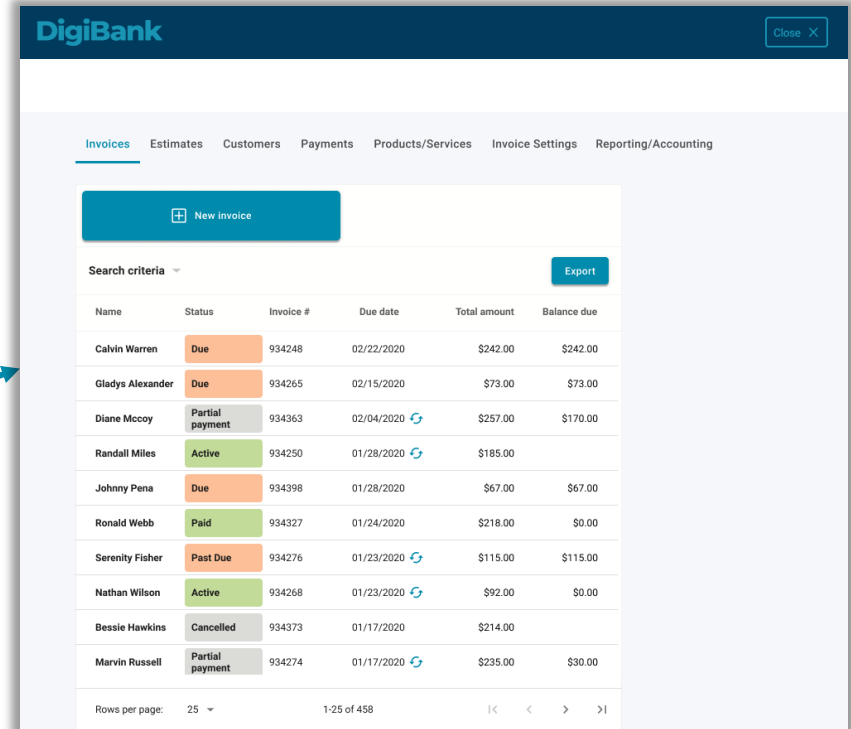 DigiBank
Close
Invoices Estimates Customers Payments Products/Services Invoice Settings Reporting/Accounting
New invoice
Search criteria Export
Name Status Invoice # Due date Total amount Balance due
Calvin Warren Due 934248 02/22/2020 $242.00 $242.00
Gladys Alexander Due 934265 02/15/2020 $73.00 $73.00
Diane Mccoy Partial payment 934363 02/04/2020 $257.00 $170.00
Randall Miles Active 934250 01/28/2020 $185.00
Johnny Pena Due 934398 01/28/2020 $67.00 $67.00
Ronald Webb Paid 934327 01/24/2020 $218.00 $0.00
Serenity Fisher Past Due 934276 01/23/2020 $115.00 $115.00
Nathan Wilson Active 934268 01/23/2020 $92.00 $0.00
Bessie Hawkins Cancelled 934373 01/17/2020 $214.00
Marvin Russell Partial payment 934274 01/17/2020 $235.00 $30.00
Rows per page: 25 1-25 of 458